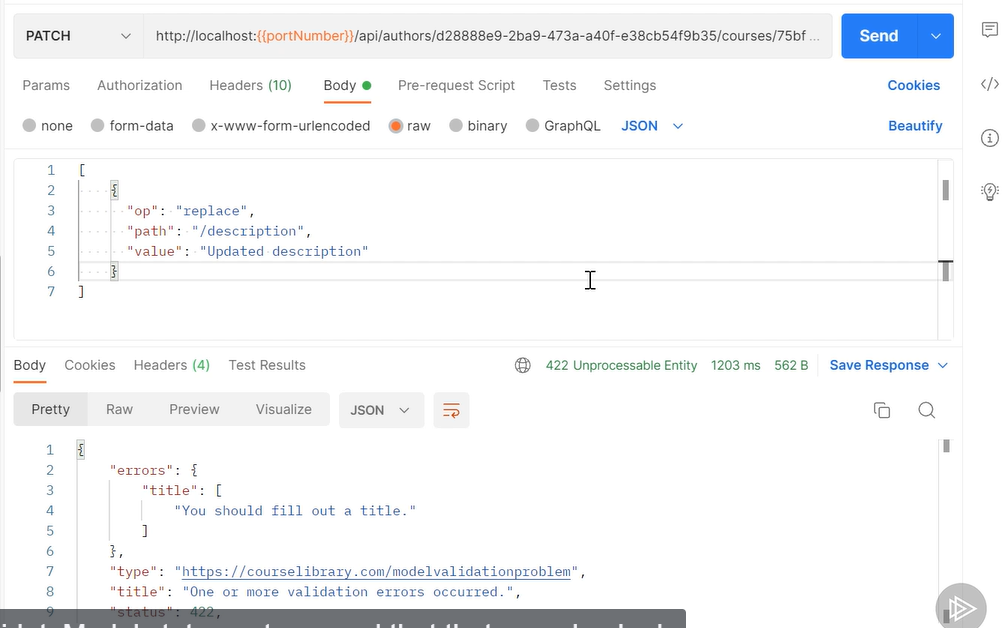 PATCH http://localhost:{{portNumber}}/api/authors/d28888e9-2ba9-473a-a40f-e38cb54f9b35/courses/75bf ... Send
Params Authorization Headers (10) Body Pre-request Script Tests Settings Cookies
none form-data x-www-form-urlencoded raw binary GraphQL JSON Beautify
1 [
2 {
3 "op": "replace",
4 "path": "/description",
5 "value": "Updated description"
6 }
7 ]
Body Cookies Headers (4) Test Results 422 Unprocessable Entity 1203 ms 562 B Save Response
Pretty Raw Preview Visualize JSON
1 {
2 "errors": {
3 "title": [
4 "You should fill out a title."
5 ]
6 },
7 "type": "https://courselibrary.com/modelvalidationproblem",
8 "title": "One or more validation errors occurred.",
9 "status": 422,